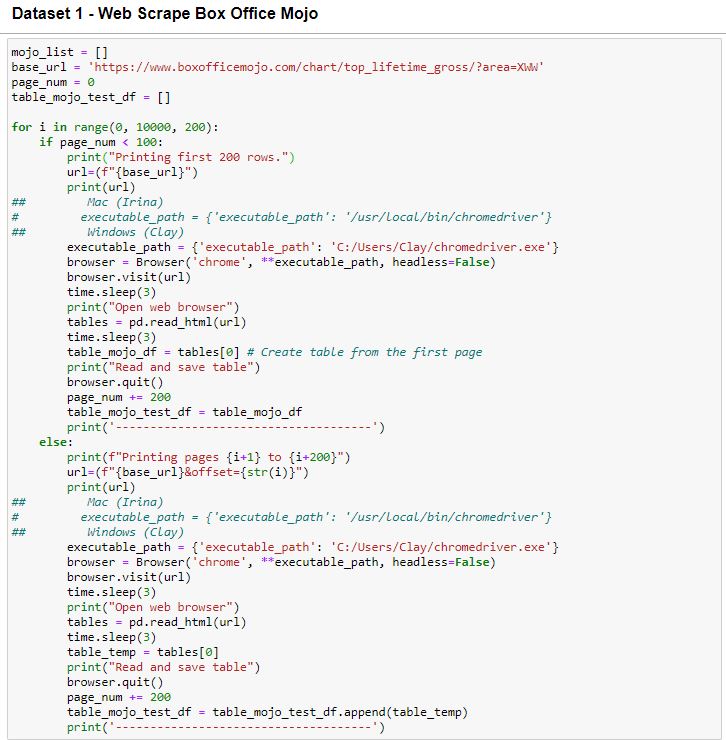 Dataset 1 - Web Scrape Box Office Mojo
mojo_list = []
base_url = 'https://www.boxofficemojo.com/chart/top_lifetime_gross/?area=XWW'
page_num = 0
table_mojo_test_df = []
for i in range(0, 10000, 200):
    if page_num < 100:
        print("Printing first 200 rows.")
        url=(f"{base_url}")
        print(url)
##         Mac (Irina)
#         executable_path = {'executable_path': '/usr/local/bin/chromedriver'}
##         Windows (Clay)
        executable_path = {'executable_path': 'C:/Users/Clay/chromedriver.exe'}
        browser = Browser('chrome', **executable_path, headless=False)
        browser.visit(url)
        time.sleep(3)
        print("Open web browser")
        tables = pd.read_html(url)
        time.sleep(3)
        table_mojo_df = tables[0] # Create table from the first page
        print("Read and save table")
        browser.quit()
        page_num += 200
        table_mojo_test_df = table_mojo_df
        print('------------------------------------')
    else:
        print(f"Printing pages {i+1} to {i+200}")
        url=(f"{base_url}&offset={str(i)}")
        print(url)
##         Mac (Irina)
#         executable_path = {'executable_path': '/usr/local/bin/chromedriver'}
##         Windows (Clay)
        executable_path = {'executable_path': 'C:/Users/Clay/chromedriver.exe'}
        browser = Browser('chrome', **executable_path, headless=False)
        browser.visit(url)
        time.sleep(3)
        print("Open web browser")
        tables = pd.read_html(url)
        time.sleep(3)
        table_temp = tables[0]
        print("Read and save table")
        browser.quit()
        page_num += 200
        table_mojo_test_df = table_mojo_test_df.append(table_temp)
        print('------------------------------------')